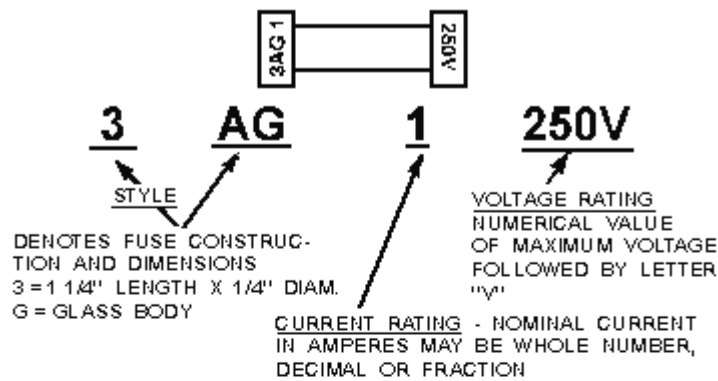 3AG 1
250V
3 AG 1 250V
STYLE
DENOTES FUSE CONSTRUC-
TION AND DIMENSIONS
3 = 1 1/4" LENGTH X 1/4" DIAM.
G = GLASS BODY
CURRENT RATING - NOMINAL CURRENT
IN AMPERES MAY BE WHOLE NUMBER,
DECIMAL OR FRACTION
VOLTAGE RATING
NUMERICAL VALUE
OF MAXIMUM VOLTAGE
FOLLOWED BY LETTER
"V"